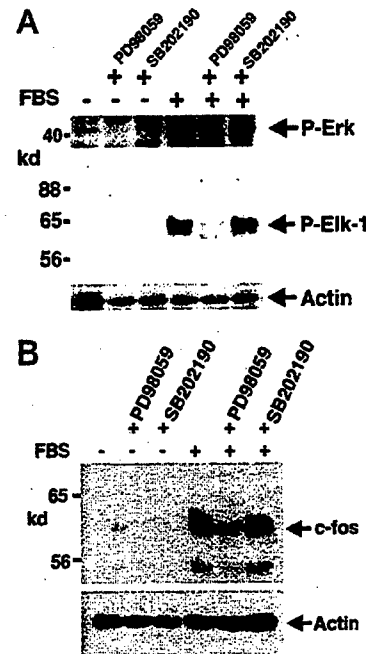 A
PD98059 SB202190 PD98059 SB202190
+ + + +
FBS - - - + + +
40- P-Erk
kd
88-
65- P-Elk-1
56-
Actin
B
+PD98059 +SB202190 PD98059 SB202190
FBS - - - + + +
+ +
65-
kd
c-fos
56-
Actin